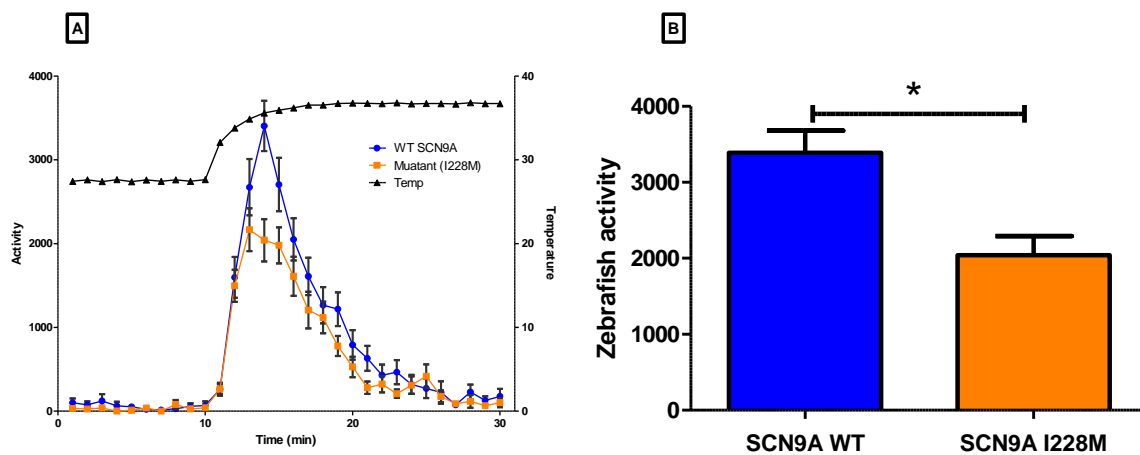 A
4000
3000
2000
1000
0
Activity
40
30
20
10
0
Temperature
WT SCN9A
Muatant (I228M)
Temp
0
10
20
30
Time (min)
B
*
4000
3000
2000
1000
0
Zebrafish activity
SCN9A WT
SCN9A I228M